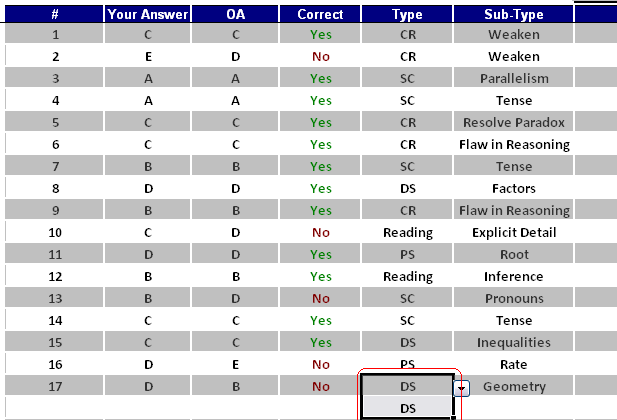 # Your Answer OA Correct Type Sub-Type
1 C C Yes CR Weaken
2 E D No CR Weaken
3 A A Yes SC Parallelism
4 A A Yes SC Tense
5 C C Yes CR Resolve Paradox
6 C C Yes CR Flaw in Reasoning
7 B B Yes SC Tense
8 D D Yes DS Factors
9 B B Yes CR Flaw in Reasoning
10 C D No Reading Explicit Detail
11 D D Yes PS Root
12 B B Yes Reading Inference
13 B D No SC Pronouns
14 C C Yes SC Tense
15 C C Yes DS Inequalities
16 D E No PS Rate
17 D B No DS Geometry
DS